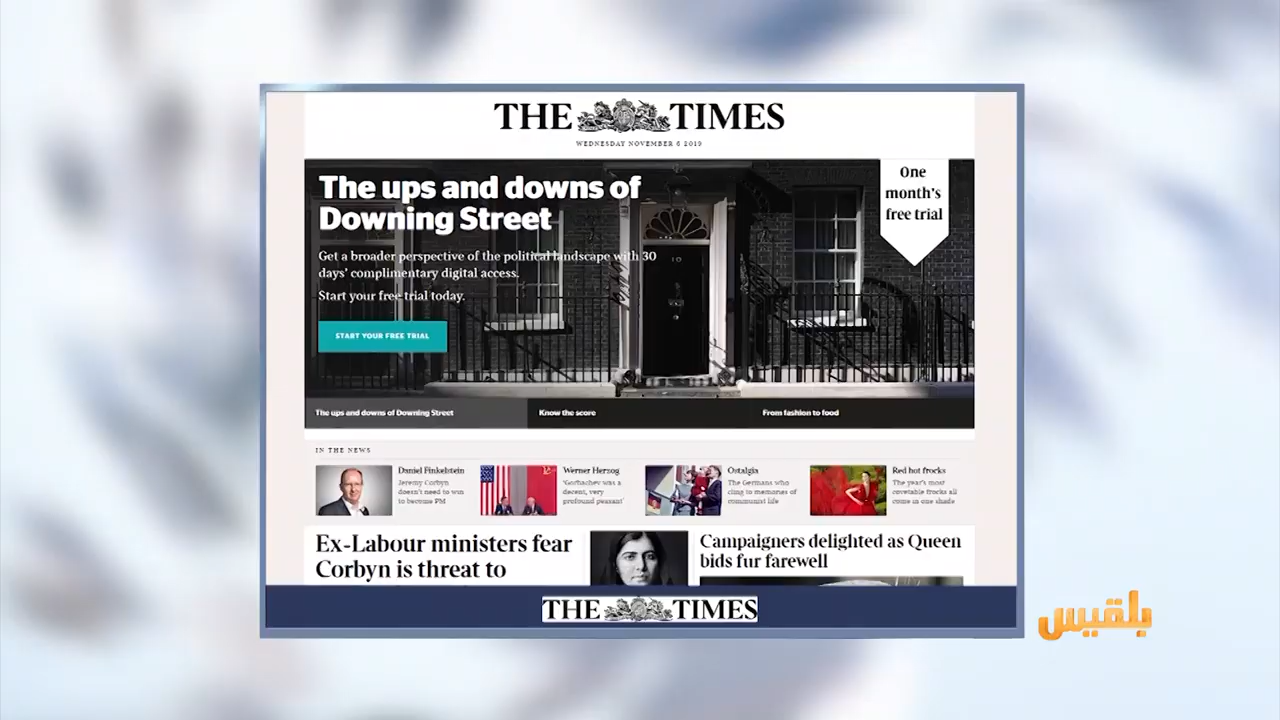 THE TIMES
WEDNESDAY NOVEMBER 6 2019
The ups and downs of
Downing Street
Get a broader perspective of the political landscape with 30
days' complimentary digital access.
Start your free trial today.
START YOUR FREE TRIAL
One
month's
free trial
10
The ups and downs of Downing Street
Know the score
From fashion to food
IN THE NEWS
Daniel Finkelstein
Jeremy Corbyn
doesn't need to win
to become PM
Werner Herzog
'Gorbachev was a
decent, very
profound peasant'
Ostalgia
The Germans who
cling to memories of
communist life
Red hot frocks
The year's most
covetable frocks all
come in one shade
Ex-Labour ministers fear
Corbyn is threat to
Campaigners delighted as Queen
bids fur farewell
THE TIMES
بلقيس